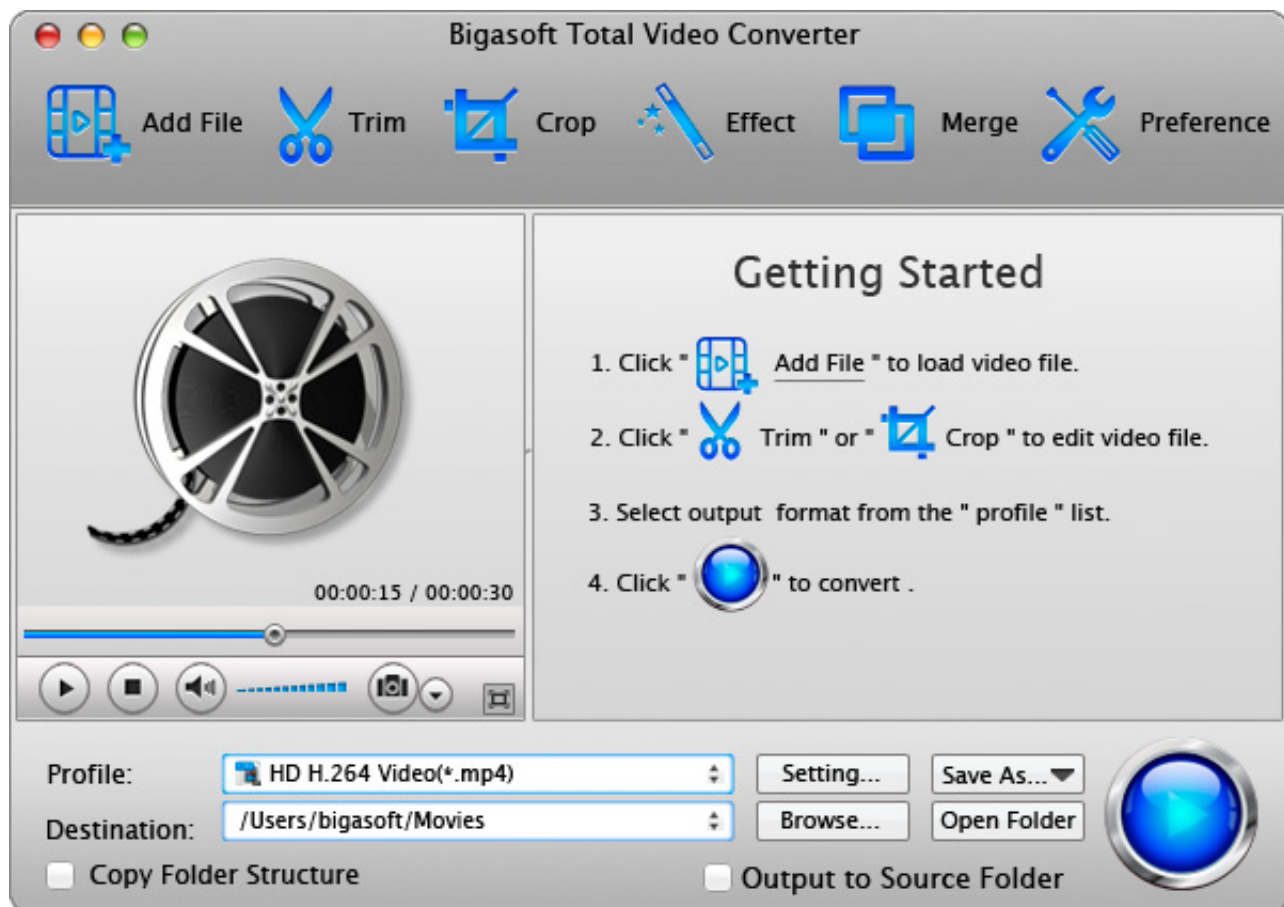 Bigasoft Total Video Converter
Add File Trim Crop Effect Merge Preference
Getting Started
1. Click " Add File " to load video file.
2. Click " Trim " or " Crop " to edit video file.
3. Select output format from the " profile " list.
4. Click " " to convert .
00:00:15 / 00:00:30
Profile: HD H.264 Video(*.mp4) Setting... Save As...
Destination: /Users/bigasoft/Movies Browse... Open Folder
Copy Folder Structure Output to Source Folder